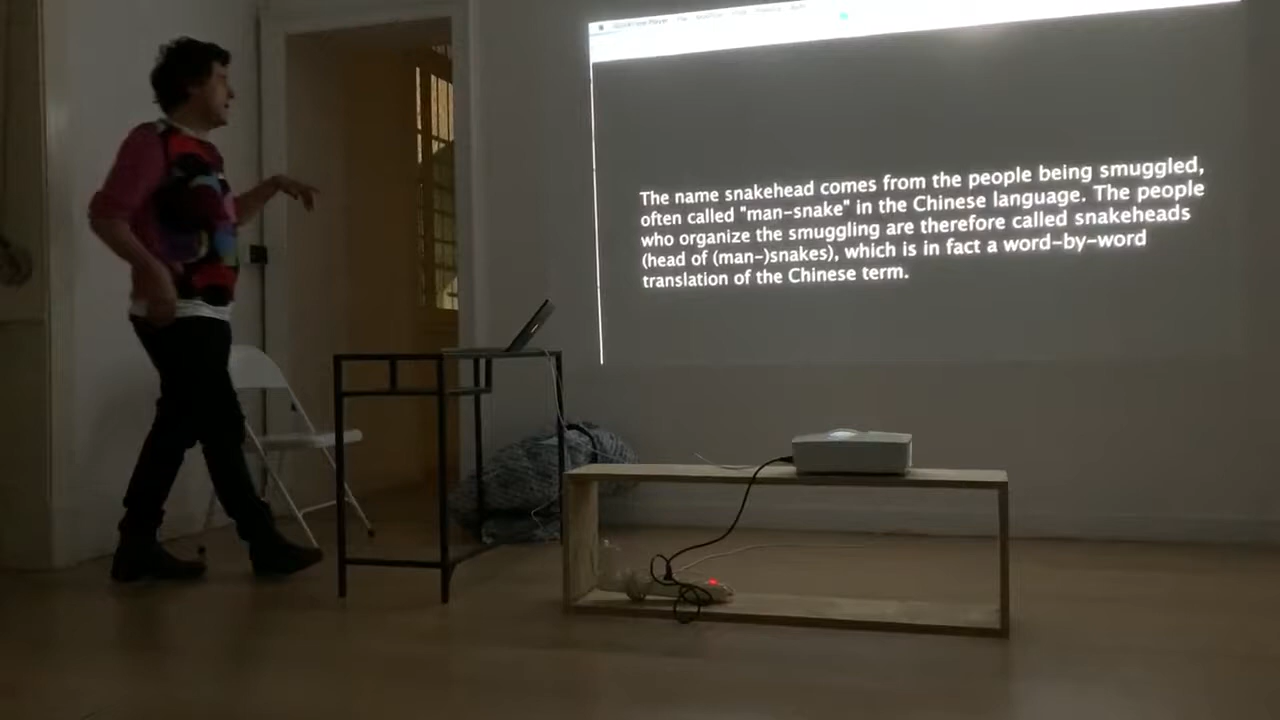 The name snakehead comes from the people being smuggled,
often called "man-snake" in the Chinese language. The people
who organize the smuggling are therefore called snakeheads
(head of (man-)snakes), which is in fact a word-by-word
translation of the Chinese term.